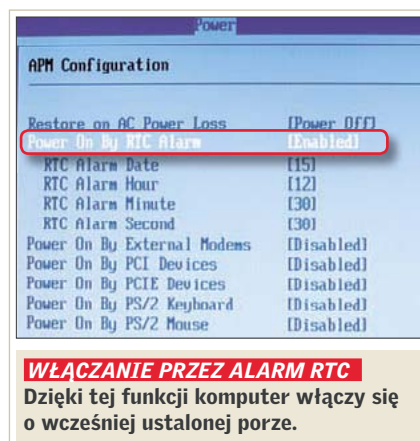 Power
APM Configuration
Restore on AC Power Loss [Power Off]
Power On By RTC Alarm [Enabled]
RTC Alarm Date [15]
RTC Alarm Hour [12]
RTC Alarm Minute [30]
RTC Alarm Second [30]
Power On By External Modems [Disabled]
Power On By PCI Devices [Disabled]
Power On By PCIE Devices [Disabled]
Power On By PS/2 Keyboard [Disabled]
Power On By PS/2 Mouse [Disabled]
WŁĄCZANIE PRZEZ ALARM RTC
Dzięki tej funkcji komputer włączy się
o wcześniej ustalonej porze.